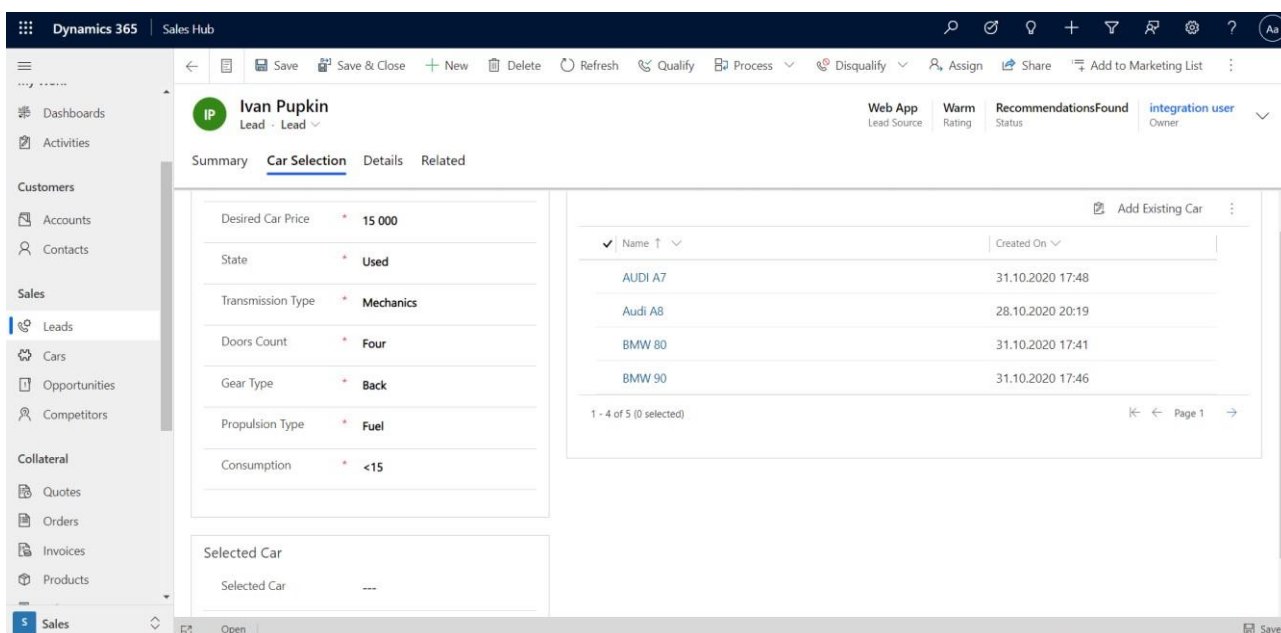 Dynamics 365 Sales Hub Aa
Save Save & Close New Delete Refresh Qualify Process Disqualify Assign Share Add to Marketing List
IP Ivan Pupkin
Lead · Lead
Web App Warm RecommendationsFound integration user
Lead Source Rating Status Owner
Summary Car Selection Details Related
Dashboards
Activities
Customers
Accounts
Contacts
Sales
Leads
Cars
Opportunities
Competitors
Collateral
Quotes
Orders
Invoices
Products
S Sales
Desired Car Price * 15 000
State * Used
Transmission Type * Mechanics
Doors Count * Four
Gear Type * Back
Propulsion Type * Fuel
Consumption * <15
Selected Car
Selected Car ---
Add Existing Car
Name ↑ Created On
AUDI A7 31.10.2020 17:48
Audi A8 28.10.2020 20:19
BMW 80 31.10.2020 17:41
BMW 90 31.10.2020 17:46
1 - 4 of 5 (0 selected) Page 1
Open Save